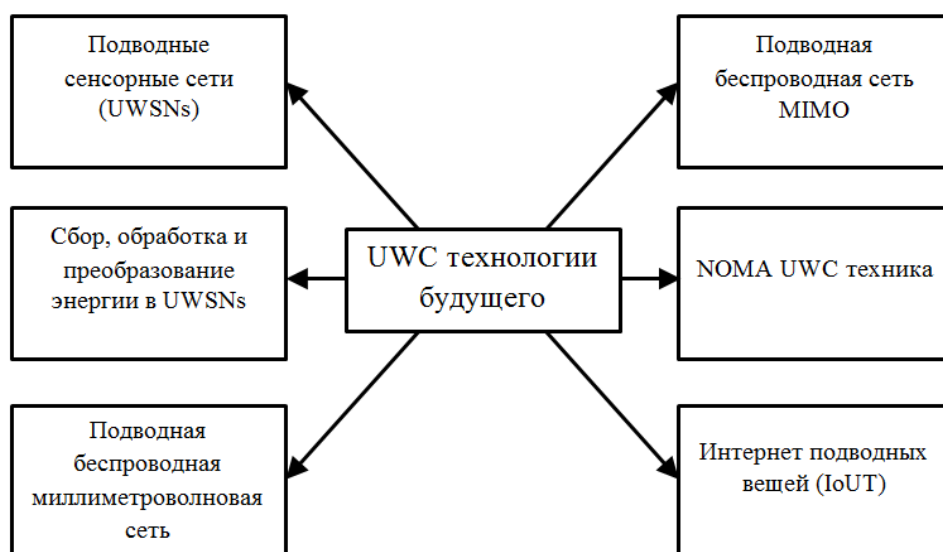 Подводные
сенсорные сети
(UWSNs)
Подводная
беспроводная сеть
MIMO
Сбор, обработка и
преобразование
энергии в UWSNs
UWC технологии
будущего
NOMA UWC техника
Подводная
беспроводная
миллиметроволновая
сеть
Интернет подводных
вещей (IoUT)